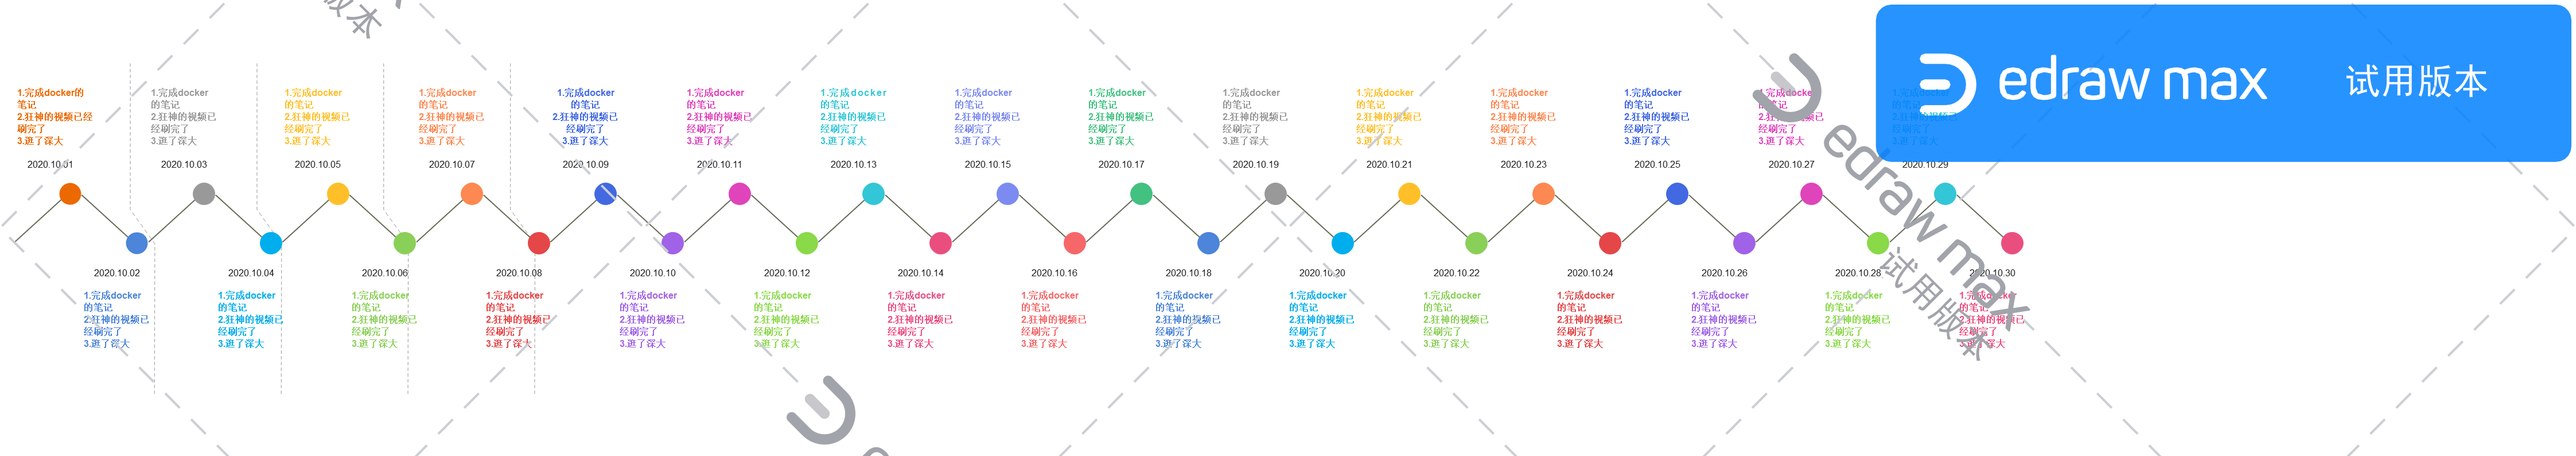 1.完成docker的
笔记
2.狂神的视频已经
刷完了
3.逛了深大
2020.10.01
1.完成docker
的笔记
2.狂神的视频已
经刷完了
3.逛了深大
2020.10.03
1.完成docker
的笔记
2.狂神的视频已
经刷完了
3.逛了深大
2020.10.05
1.完成docker
的笔记
2.狂神的视频已
经刷完了
3.逛了深大
2020.10.07
1.完成docker
的笔记
2.狂神的视频已
经刷完了
3.逛了深大
2020.10.09
1.完成docker
的笔记
2.狂神的视频已
经刷完了
3.逛了深大
2020.10.11
1.完成docker
的笔记
2.狂神的视频已
经刷完了
3.逛了深大
2020.10.13
1.完成docker
的笔记
2.狂神的视频已
经刷完了
3.逛了深大
2020.10.15
1.完成docker
的笔记
2.狂神的视频已
经刷完了
3.逛了深大
2020.10.17
1.完成docker
的笔记
2.狂神的视频已
经刷完了
3.逛了深大
2020.10.19
1.完成docker
的笔记
2.狂神的视频已
经刷完了
3.逛了深大
2020.10.21
1.完成docker
的笔记
2.狂神的视频已
经刷完了
3.逛了深大
2020.10.23
1.完成docker
的笔记
2.狂神的视频已
经刷完了
3.逛了深大
2020.10.25
1.完成docker
的笔记
2.狂神的视频已
经刷完了
3.逛了深大
2020.10.27
1.完成docker
的笔记
2.狂神的视频已
经刷完了
3.逛了深大
2020.10.29
2020.10.02
1.完成docker
的笔记
2.狂神的视频已
经刷完了
3.逛了深大
2020.10.04
1.完成docker
的笔记
2.狂神的视频已
经刷完了
3.逛了深大
2020.10.06
1.完成docker
的笔记
2.狂神的视频已
经刷完了
3.逛了深大
2020.10.08
1.完成docker
的笔记
2.狂神的视频已
经刷完了
3.逛了深大
2020.10.10
1.完成docker
的笔记
2.狂神的视频已
经刷完了
3.逛了深大
2020.10.12
1.完成docker
的笔记
2.狂神的视频已
经刷完了
3.逛了深大
2020.10.14
1.完成docker
的笔记
2.狂神的视频已
经刷完了
3.逛了深大
2020.10.16
1.完成docker
的笔记
2.狂神的视频已
经刷完了
3.逛了深大
2020.10.18
1.完成docker
的笔记
2.狂神的视频已
经刷完了
3.逛了深大
2020.10.20
1.完成docker
的笔记
2.狂神的视频已
经刷完了
3.逛了深大
2020.10.22
1.完成docker
的笔记
2.狂神的视频已
经刷完了
3.逛了深大
2020.10.24
1.完成docker
的笔记
2.狂神的视频已
经刷完了
3.逛了深大
2020.10.26
1.完成docker
的笔记
2.狂神的视频已
经刷完了
3.逛了深大
2020.10.28
1.完成docker
的笔记
2.狂神的视频已
经刷完了
3.逛了深大
2020.10.30
1.完成docker
的笔记
2.狂神的视频已
经刷完了
3.逛了深大
edraw max 试用版本
edraw max
试用版本
版本